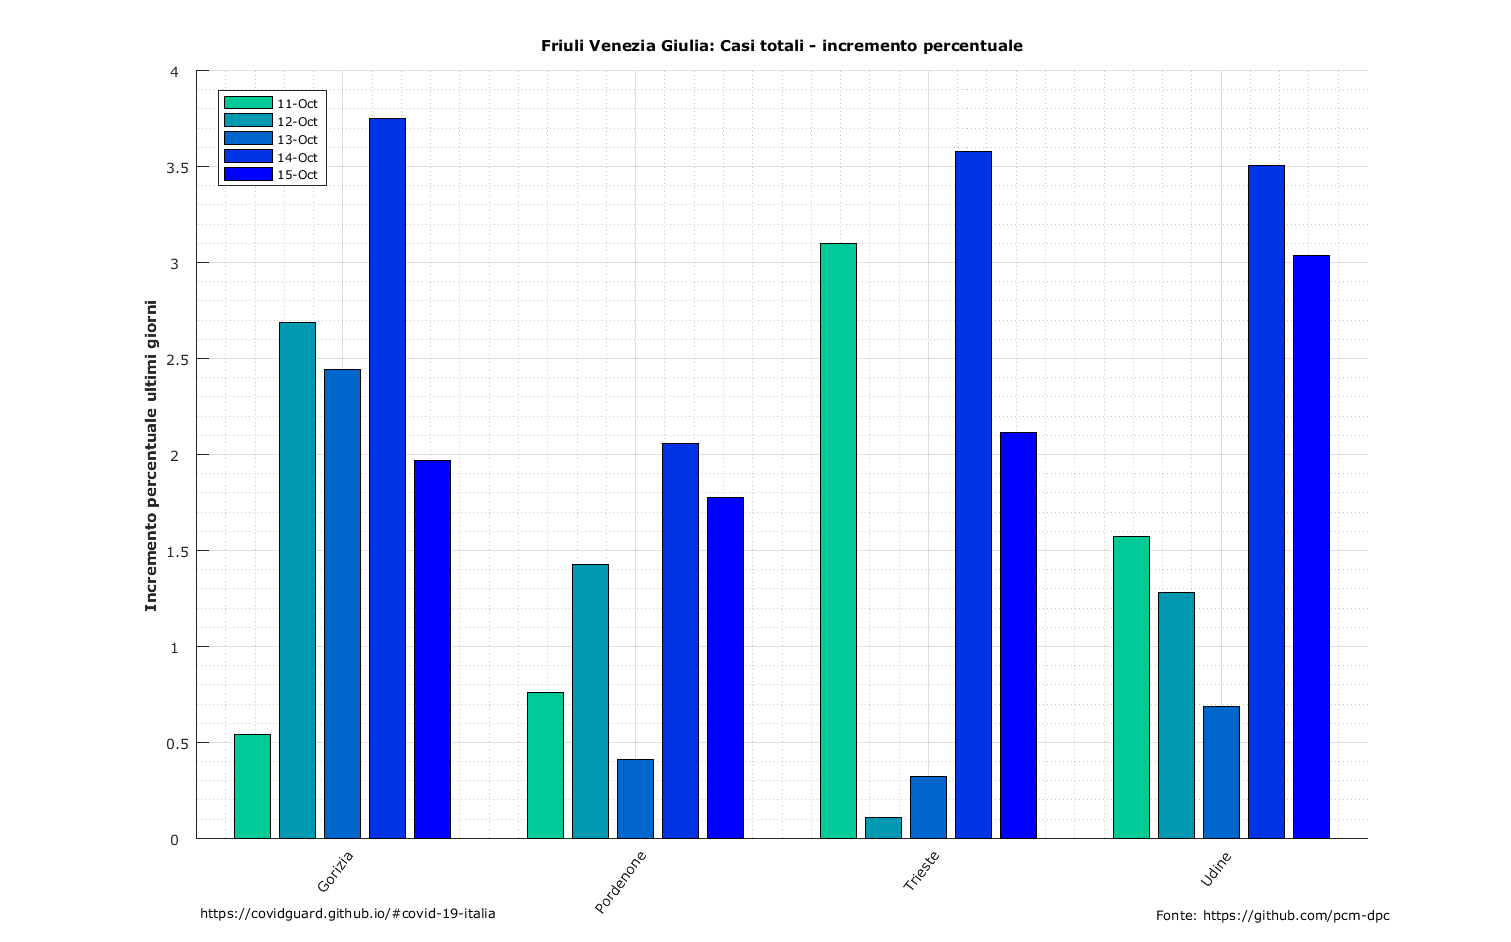 Friuli Venezia Giulia: Casi totali - incremento percentuale
4
3.5
3
2.5
2
1.5
1
0.5
0
Incremento percentuale ultimi giorni
11-Oct
12-Oct
13-Oct
14-Oct
15-Oct
Gorizia
Pordenone
Trieste
Udine
https://covidguard.github.io/#covid-19-italia
Fonte: https://github.com/pcm-dpc